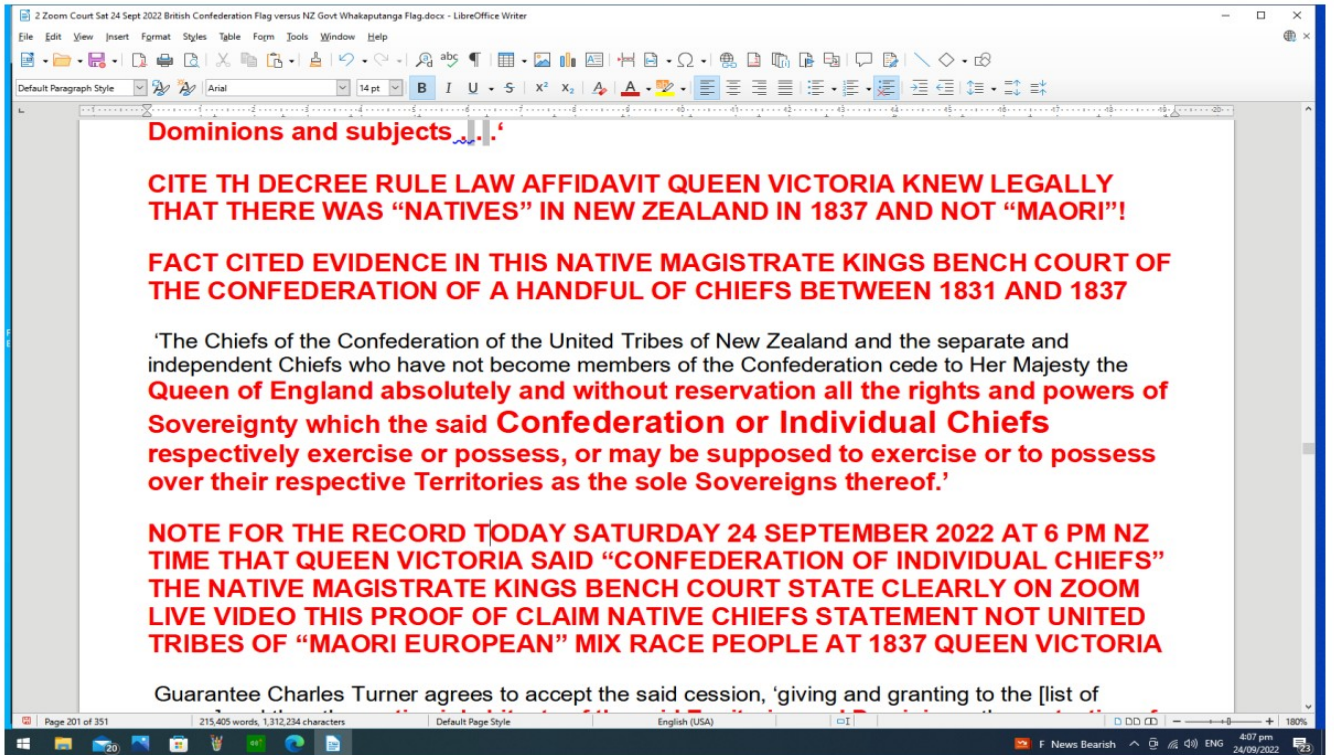 2 Zoom Court Sat 24 Sept 2022 British Confederation Flag versus NZ Govt Whakaputanga Flag.docx - LibreOffice Writer
File Edit View Insert Format Styles Table Form Tools Window Help
Default Paragraph Style Arial 14 pt B I U S X² X₂ A A
Dominions and subjects . . .‘
CITE TH DECREE RULE LAW AFFIDAVIT QUEEN VICTORIA KNEW LEGALLY
THAT THERE WAS “NATIVES” IN NEW ZEALAND IN 1837 AND NOT “MAORI”!
FACT CITED EVIDENCE IN THIS NATIVE MAGISTRATE KINGS BENCH COURT OF
THE CONFEDERATION OF A HANDFUL OF CHIEFS BETWEEN 1831 AND 1837
‘The Chiefs of the Confederation of the United Tribes of New Zealand and the separate and
independent Chiefs who have not become members of the Confederation cede to Her Majesty the
Queen of England absolutely and without reservation all the rights and powers of
Sovereignty which the said Confederation or Individual Chiefs
respectively exercise or possess, or may be supposed to exercise or to possess
over their respective Territories as the sole Sovereigns thereof.’
NOTE FOR THE RECORD TODAY SATURDAY 24 SEPTEMBER 2022 AT 6 PM NZ
TIME THAT QUEEN VICTORIA SAID “CONFEDERATION OF INDIVIDUAL CHIEFS”
THE NATIVE MAGISTRATE KINGS BENCH COURT STATE CLEARLY ON ZOOM
LIVE VIDEO THIS PROOF OF CLAIM NATIVE CHIEFS STATEMENT NOT UNITED
TRIBES OF “MAORI EUROPEAN” MIX RACE PEOPLE AT 1837 QUEEN VICTORIA
Guarantee Charles Turner agrees to accept the said cession, ‘giving and granting to the [list of
Page 201 of 351 215,405 words, 1,312,234 characters Default Page Style English (USA) 180%
20 F News Bearish ENG 4:07 pm
24/09/2022 23